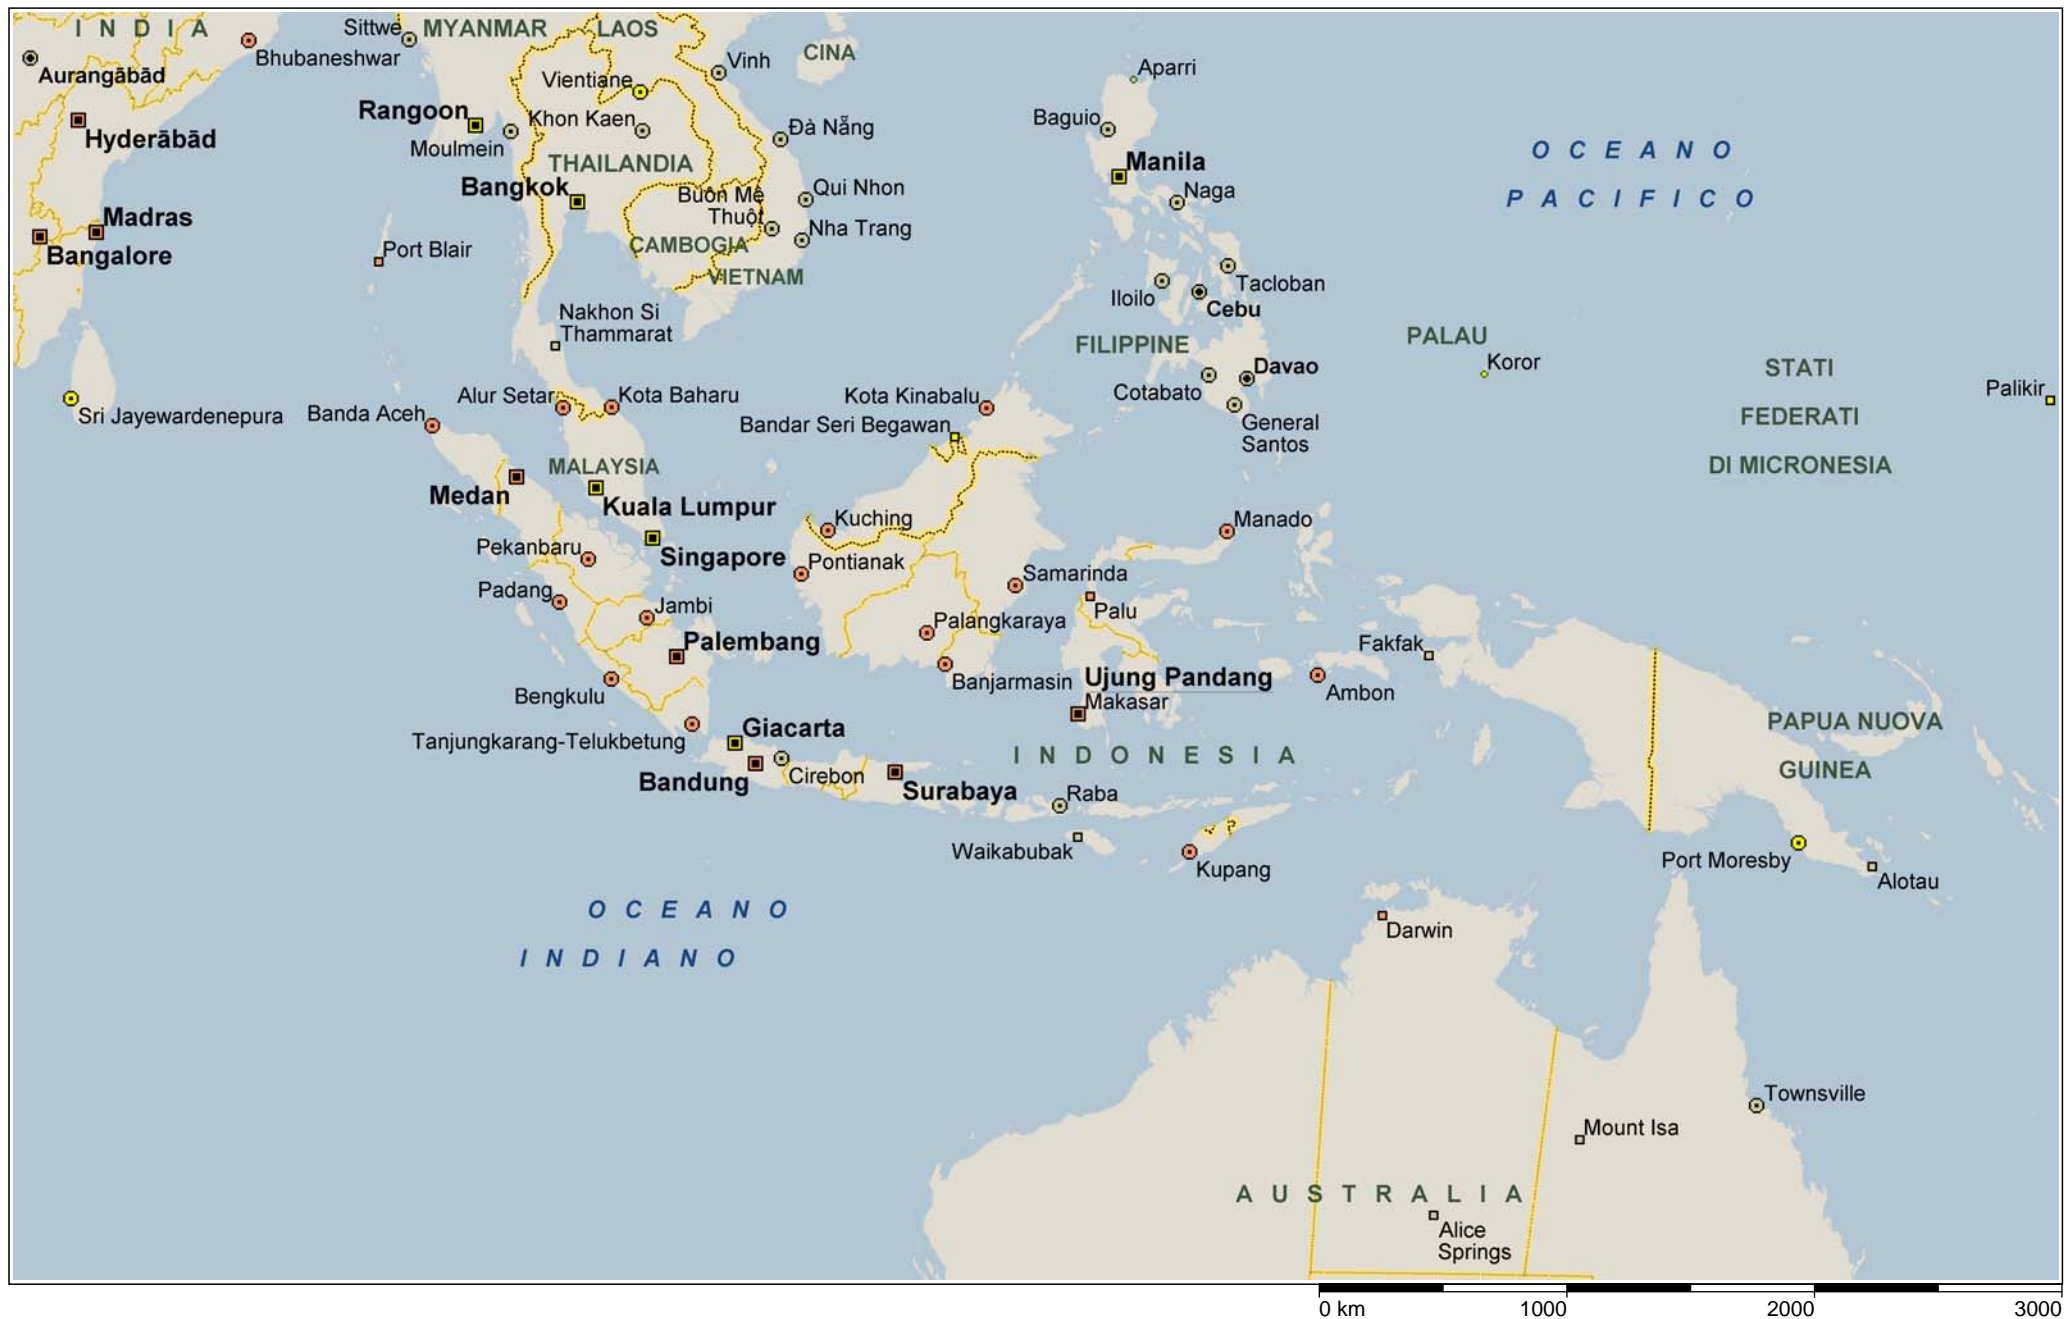 I N D I A
Sittwe
MYANMAR
LAOS
Bhubaneshwar
CINA
Vinh
Aparri
Aurangābād
Vientiane
Rangoon
Khon Kaen
Baguio
Đà Nẵng
Hyderābād
Moulmein
THAILANDIA
Manila
O C E A N O
P A C I F I C O
Bangkok
Buôn Mê
Thuột
Qui Nhon
Naga
Madras
Nha Trang
Bangalore
Port Blair
CAMBOGIA
VIETNAM
Tacloban
Iloilo
Cebu
Nakhon Si
Thammarat
FILIPPINE
PALAU
Koror
Davao
STATI
FEDERATI
DI MICRONESIA
Palikir
Sri Jayewardenepura
Banda Aceh
Alur Setar
Kota Baharu
Kota Kinabalu
Cotabato
Bandar Seri Begawan
General
Santos
MALAYSIA
Medan
Kuala Lumpur
Kuching
Manado
Pekanbaru
Singapore
Pontianak
Samarinda
Padang
Jambi
Palu
Palangkaraya
Palembang
Fakfak
Bengkulu
Banjarmasin
Ujung Pandang
Makasar
Ambon
Tanjungkarang-Telukbetung
Giacarta
PAPUA NUOVA
GUINEA
I N D O N E S I A
Bandung
Cirebon
Surabaya
Raba
Waikabubak
Kupang
Port Moresby
Alotau
O C E A N O
I N D I A N O
Darwin
Townsville
Mount Isa
A U S T R A L I A
Alice
Springs
0 km 1000 2000 3000